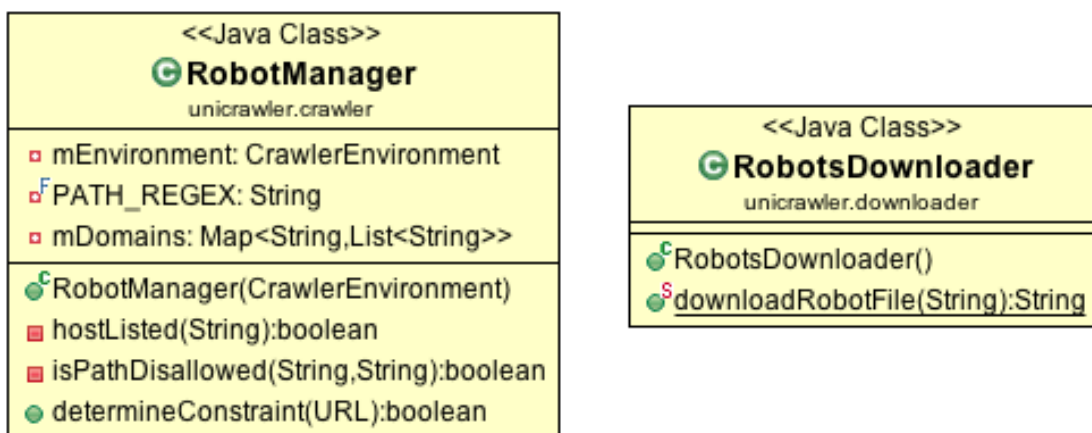 <<Java Class>>
RobotManager
unicrawler.crawler
mEnvironment: CrawlerEnvironment
PATH_REGEX: String
mDomains: Map<String,List<String>>
RobotManager(CrawlerEnvironment)
hostListed(String):boolean
isPathDisallowed(String,String):boolean
determineConstraint(URL):boolean
<<Java Class>>
RobotsDownloader
unicrawler.downloader
RobotsDownloader()
downloadRobotFile(String):String